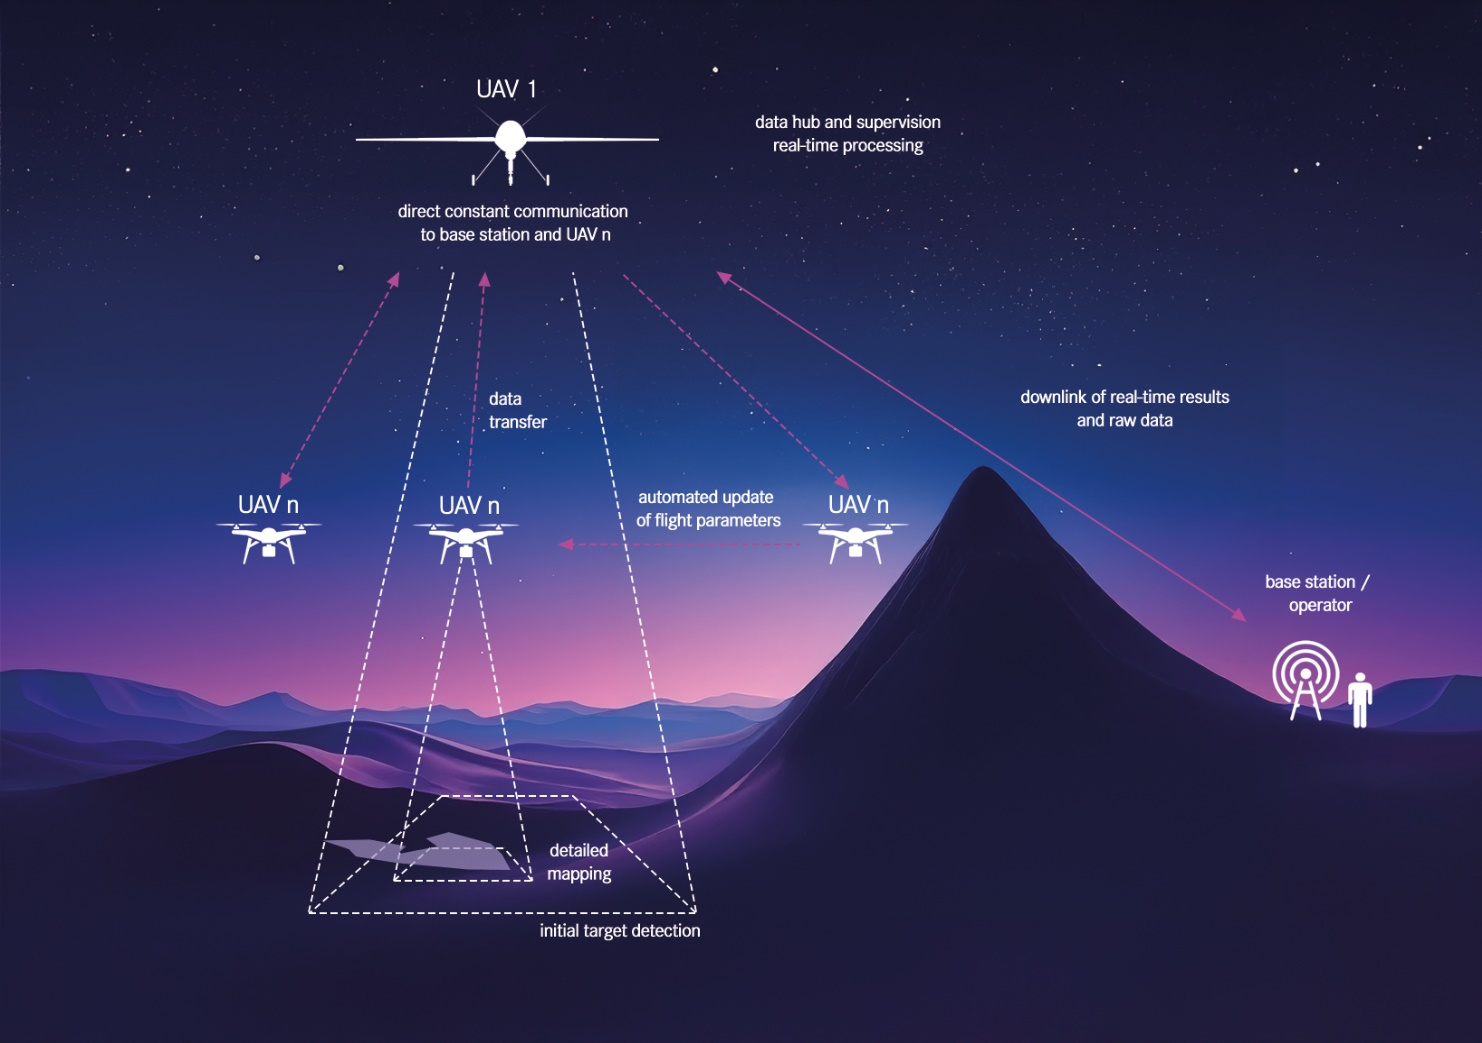 UAV 1
data hub and supervision
real-time processing
direct constant communication
to base station and UAV n
data
transfer
downlink of real-time results
and raw data
UAV n
UAV n
automated update
of flight parameters
UAV n
base station /
operator
detailed
mapping
initial target detection